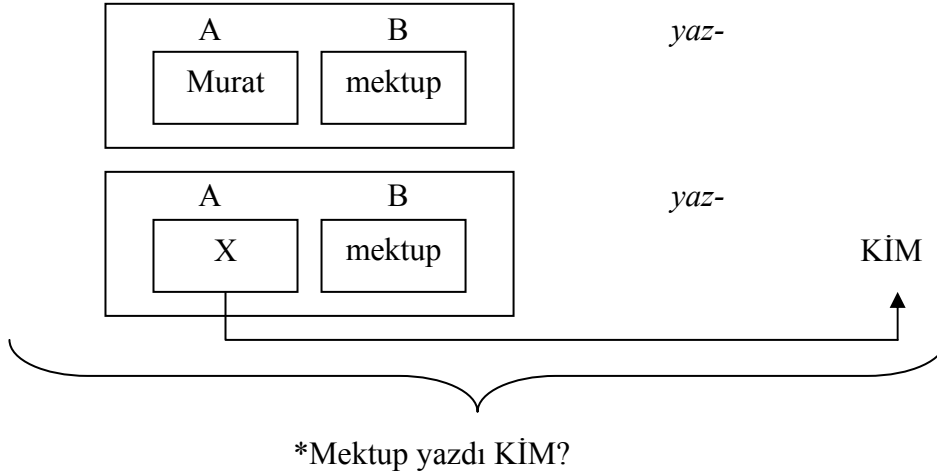 A B yaz-
Murat mektup
A B yaz-
X mektup KİM
*Mektup yazdı KİM?